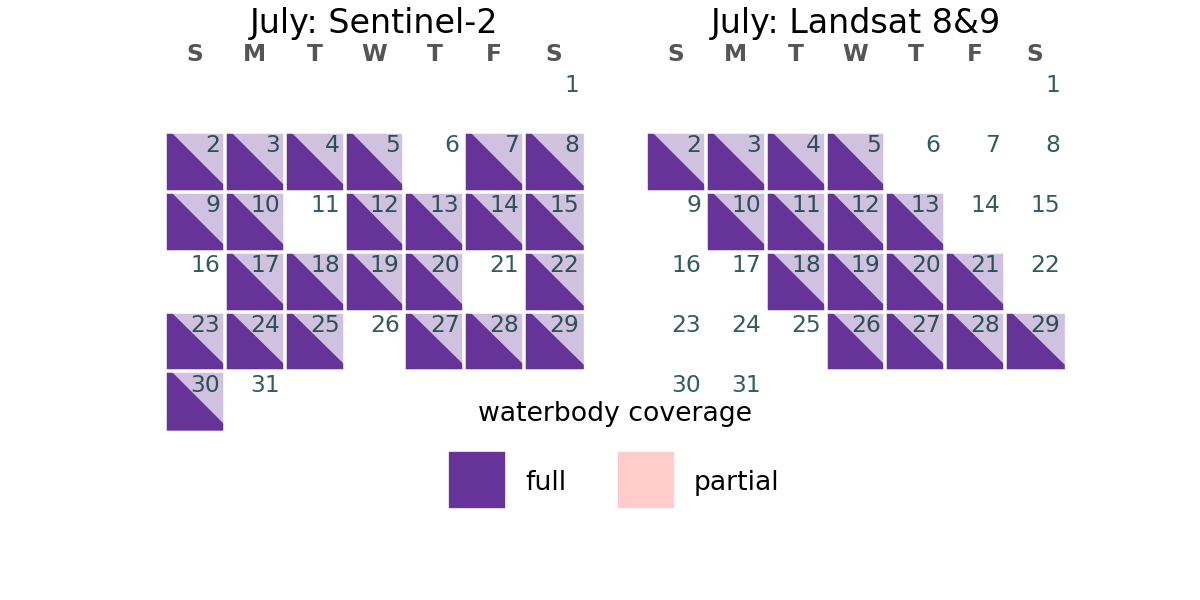 July: Sentinel-2
S M T W T F S
1
2 3 4 5 6 7 8
9 10 11 12 13 14 15
16 17 18 19 20 21 22
23 24 25 26 27 28 29
30 31
July: Landsat 8&9
S M T W T F S
1
2 3 4 5 6 7 8
9 10 11 12 13 14 15
16 17 18 19 20 21 22
23 24 25 26 27 28 29
30 31
waterbody coverage
full partial